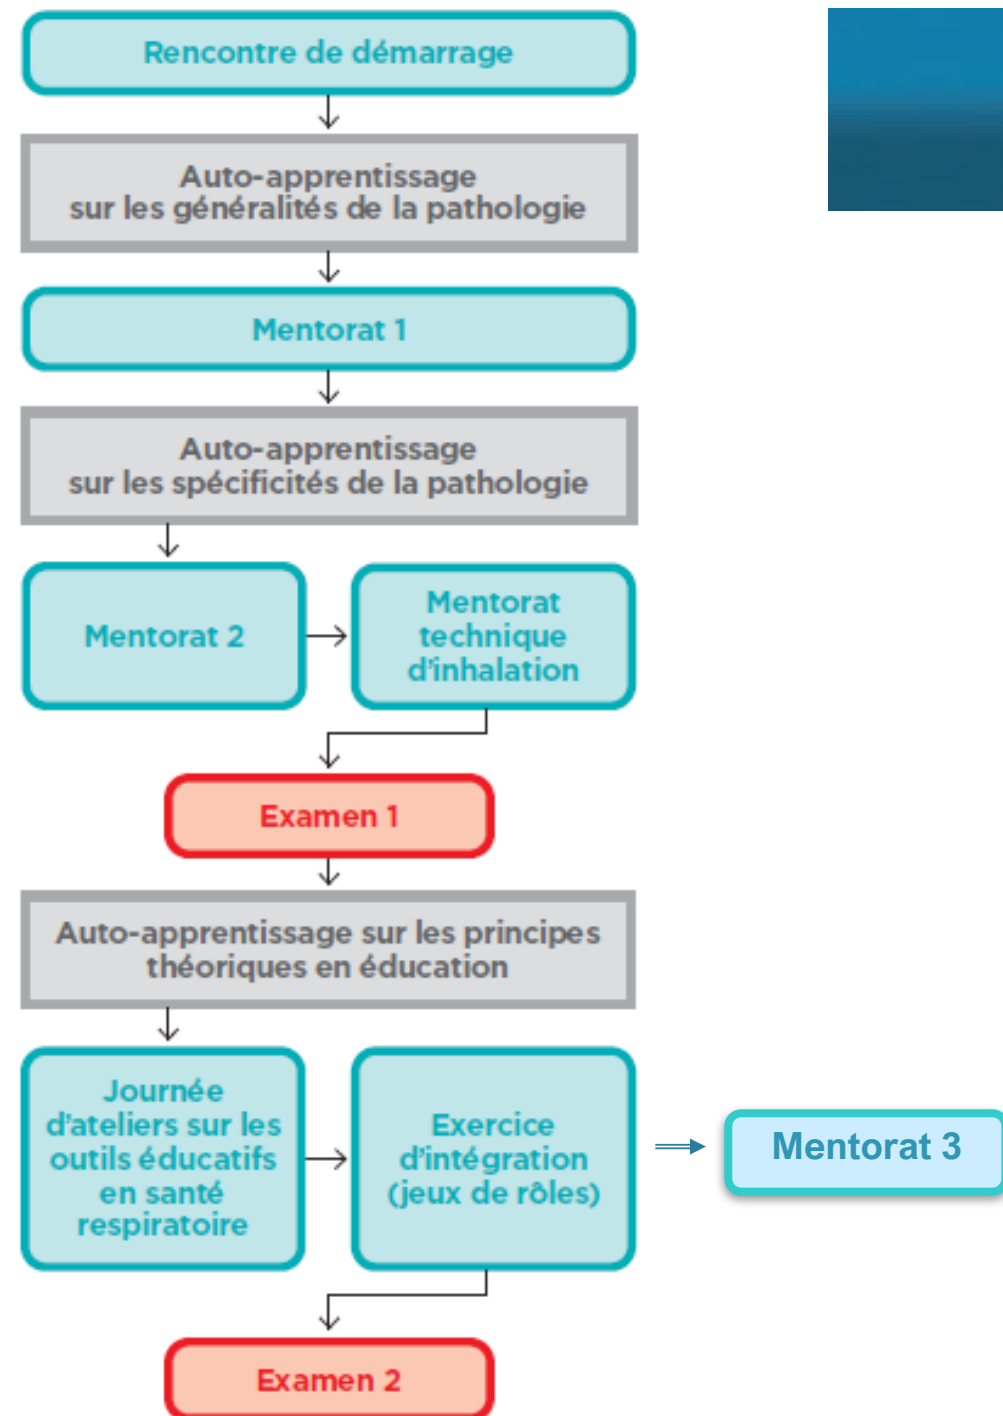 Rencontre de démarrage
Auto-apprentissage
sur les généralités de la pathologie
Mentorat 1
Auto-apprentissage
sur les spécificités de la pathologie
Mentorat 2
Mentorat
technique
d'inhalation
Examen 1
Auto-apprentissage sur les principes
théoriques en éducation
Journée
d'ateliers sur les
outils éducatifs
en santé
respiratoire
Exercice
d'intégration
(jeux de rôles)
Mentorat 3
Examen 2